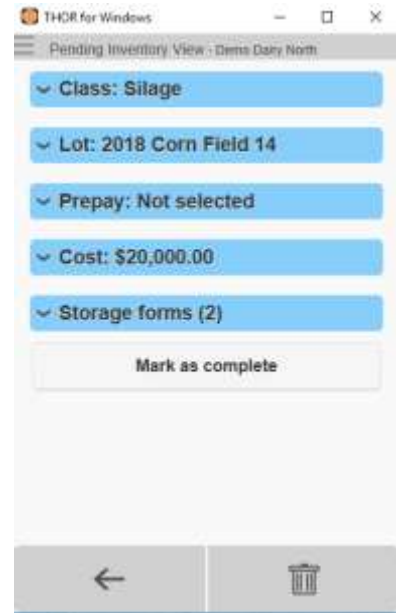 THOR for Windows
Pending Inventory View - Demo Dairy North
Class: Silage
Lot: 2018 Corn Field 14
Prepay: Not selected
Cost: $20,000.00
Storage forms (2)
Mark as complete